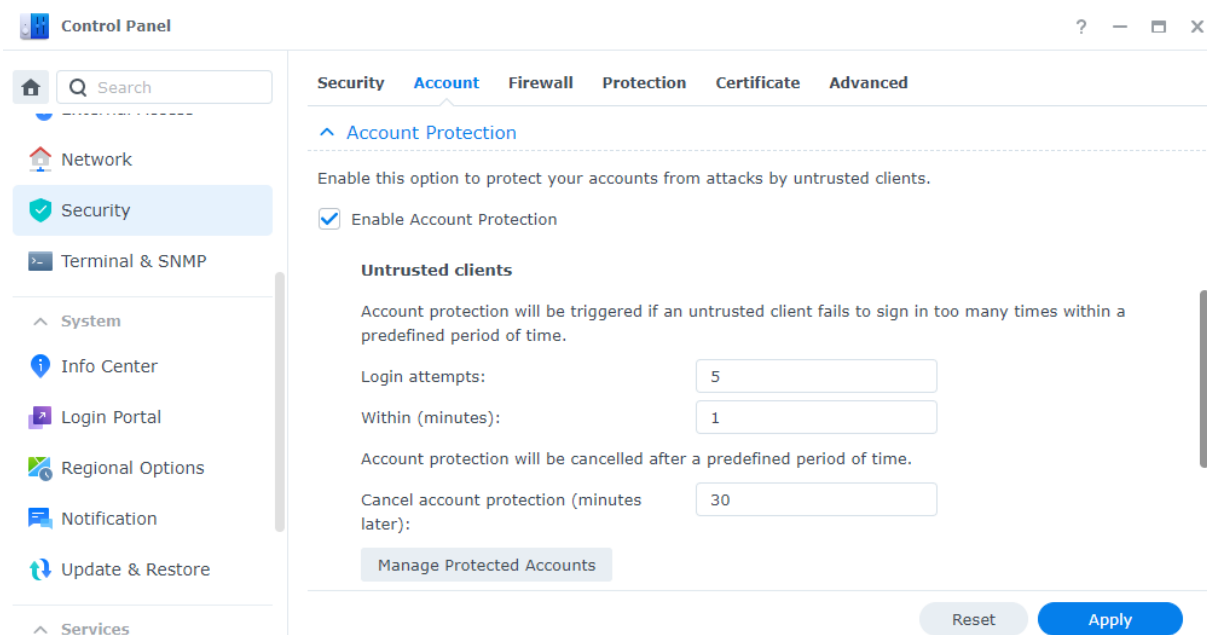 Control Panel
?
Search
Network
Security
Terminal & SNMP
System
Info Center
Login Portal
Regional Options
Notification
Update & Restore
Services
Security Account Firewall Protection Certificate Advanced
Account Protection
Enable this option to protect your accounts from attacks by untrusted clients.
Enable Account Protection
Untrusted clients
Account protection will be triggered if an untrusted client fails to sign in too many times within a
predefined period of time.
Login attempts: 5
Within (minutes): 1
Account protection will be cancelled after a predefined period of time.
Cancel account protection (minutes 30
later):
Manage Protected Accounts
Reset Apply